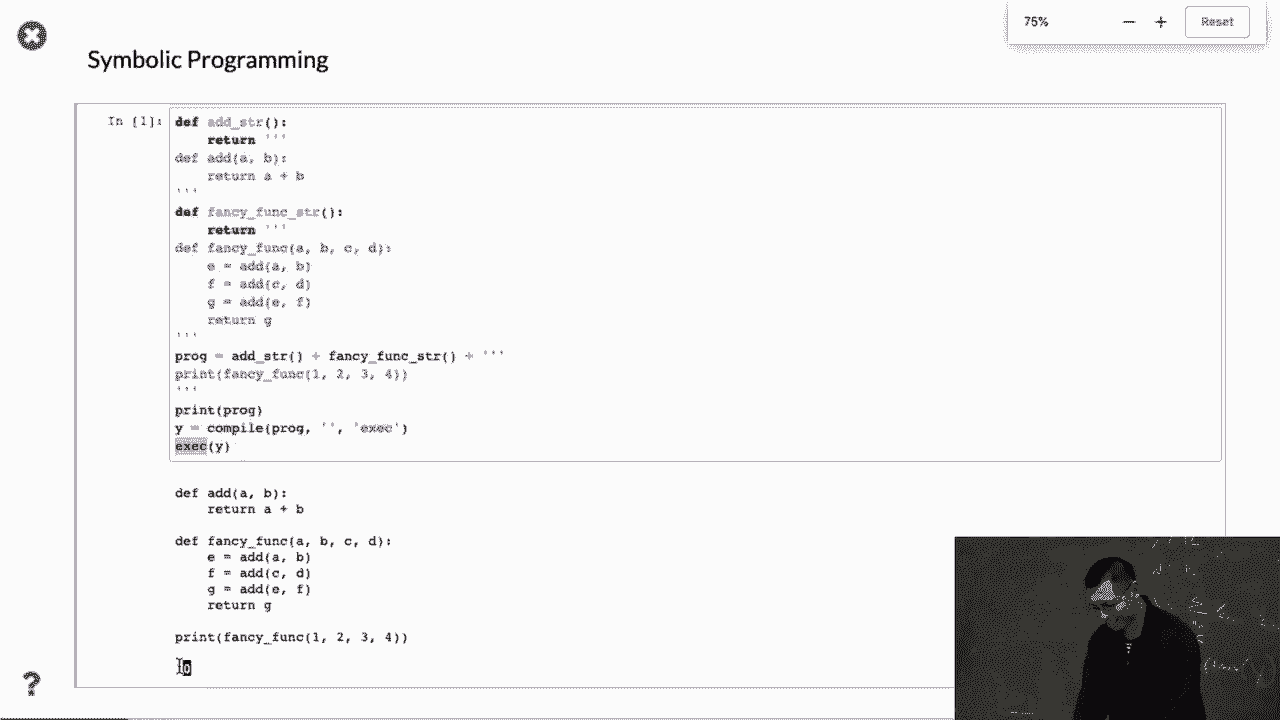 75%
Reset
Symbolic Programming
In [1]:
def add_str():
    return '''
def add(a, b):
    return a + b
'''
def fancy_func_str():
    return '''
def fancy_func(a, b, c, d):
    e = add(a, b)
    f = add(c, d)
    g = add(e, f)
    return g
'''
prog = add_str() + fancy_func_str() + '''
print(fancy_func(1, 2, 3, 4))
'''
print(prog)
y = compile(prog, '', 'exec')
exec(y)
def add(a, b):
    return a + b
def fancy_func(a, b, c, d):
    e = add(a, b)
    f = add(c, d)
    g = add(e, f)
    return g
print(fancy_func(1, 2, 3, 4))
?